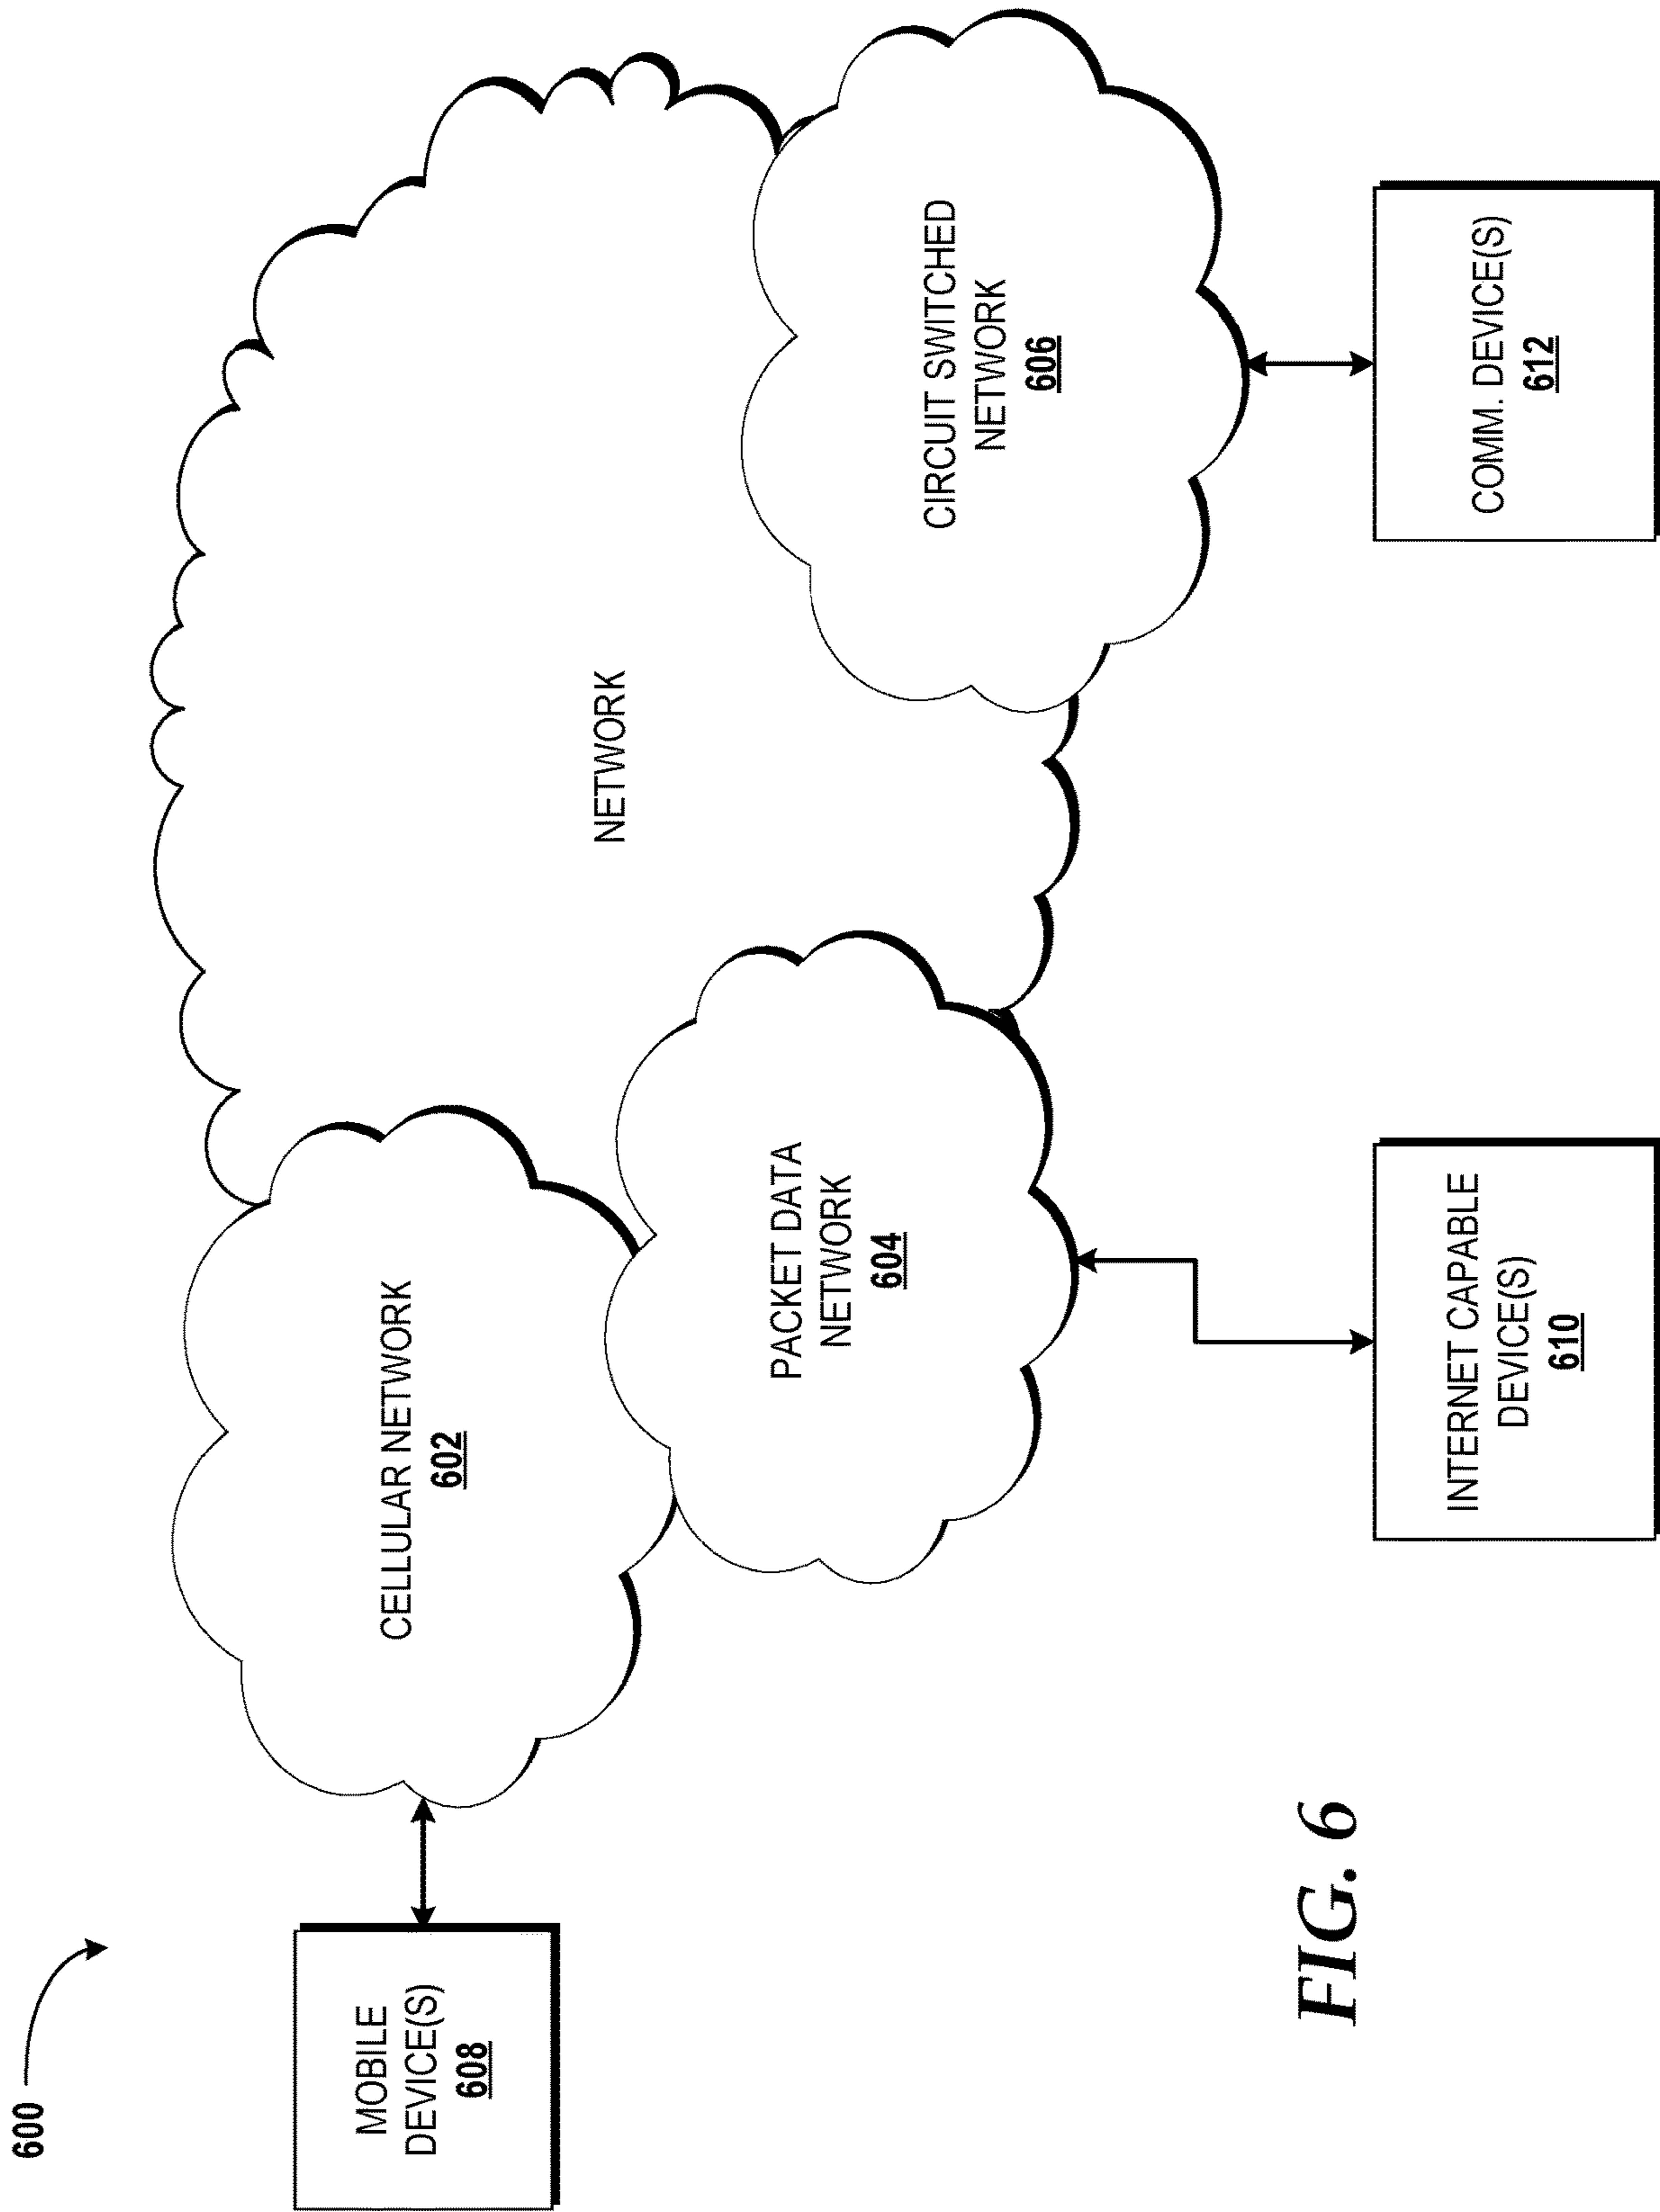 600
MOBILE
DEVICE(S)
608
CELLULAR NETWORK
602
NETWORK
PACKET DATA
NETWORK
604
CIRCUIT SWITCHED
NETWORK
606
INTERNET CAPABLE
DEVICE(S)
610
COMM. DEVICE(S)
612
FIG. 6